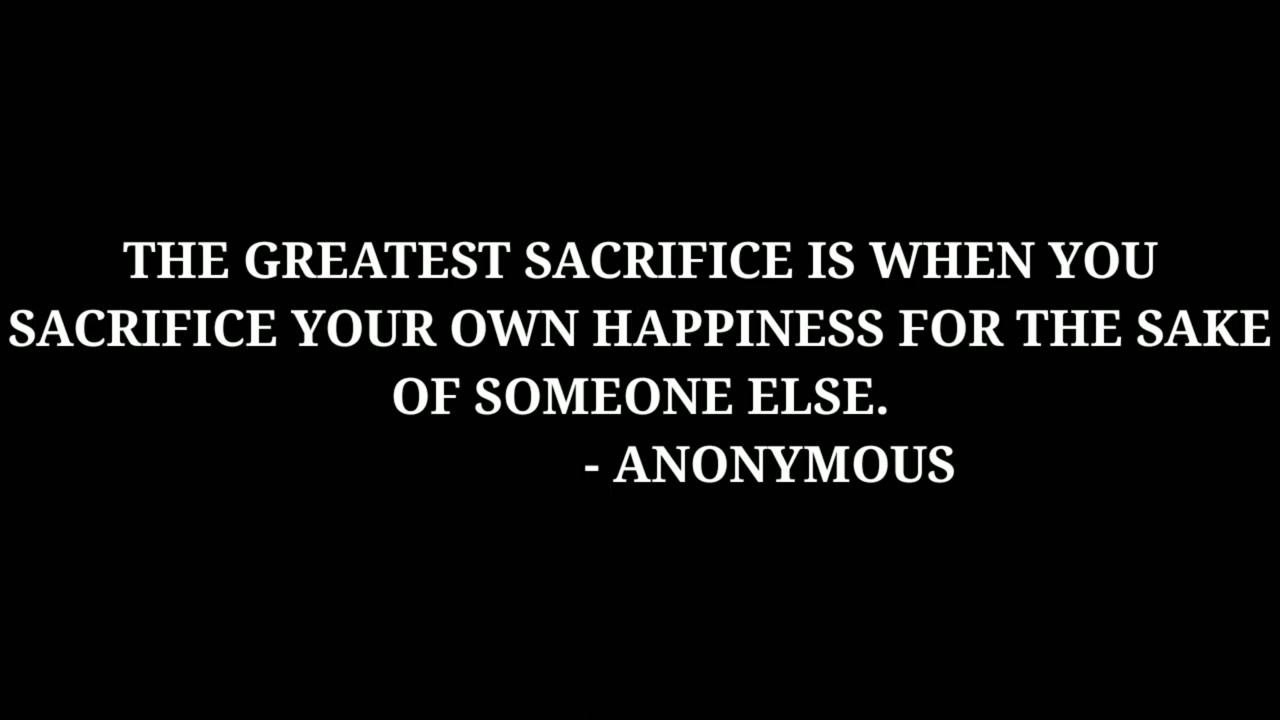 THE GREATEST SACRIFICE IS WHEN YOU
SACRIFICE YOUR OWN HAPPINESS FOR THE SAKE
OF SOMEONE ELSE.
- ANONYMOUS